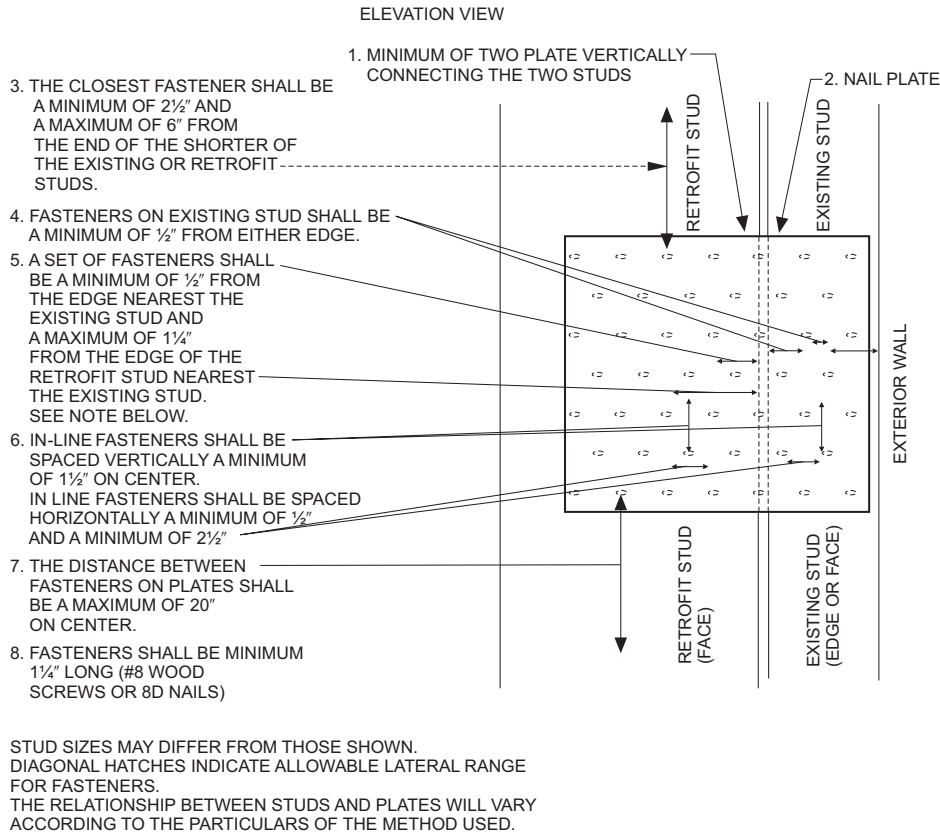 ELEVATION VIEW
1. MINIMUM OF TWO PLATE VERTICALLY
CONNECTING THE TWO STUDS
2. NAIL PLATE
3. THE CLOSEST FASTENER SHALL BE
A MINIMUM OF 2½″ AND
A MAXIMUM OF 6″ FROM
THE END OF THE SHORTER OF
THE EXISTING OR RETROFIT
STUDS.
4. FASTENERS ON EXISTING STUD SHALL BE
A MINIMUM OF ½″ FROM EITHER EDGE.
5. A SET OF FASTENERS SHALL
BE A MINIMUM OF ½″ FROM
THE EDGE NEAREST THE
EXISTING STUD AND
A MAXIMUM OF 1¼″
FROM THE EDGE OF THE
RETROFIT STUD NEAREST
THE EXISTING STUD.
SEE NOTE BELOW.
6. IN-LINE FASTENERS SHALL BE
SPACED VERTICALLY A MINIMUM
OF 1½″ ON CENTER.
IN LINE FASTENERS SHALL BE SPACED
HORIZONTALLY A MINIMUM OF ½″
AND A MINIMUM OF 2½″
7. THE DISTANCE BETWEEN
FASTENERS ON PLATES SHALL
BE A MAXIMUM OF 20″
ON CENTER.
8. FASTENERS SHALL BE MINIMUM
1¼″ LONG (#8 WOOD
SCREWS OR 8D NAILS)
RETROFIT STUD
EXISTING STUD
EXTERIOR WALL
RETROFIT STUD
(FACE)
EXISTING STUD
(EDGE OR FACE)
STUD SIZES MAY DIFFER FROM THOSE SHOWN.
DIAGONAL HATCHES INDICATE ALLOWABLE LATERAL RANGE
FOR FASTENERS.
THE RELATIONSHIP BETWEEN STUDS AND PLATES WILL VARY
ACCORDING TO THE PARTICULARS OF THE METHOD USED.